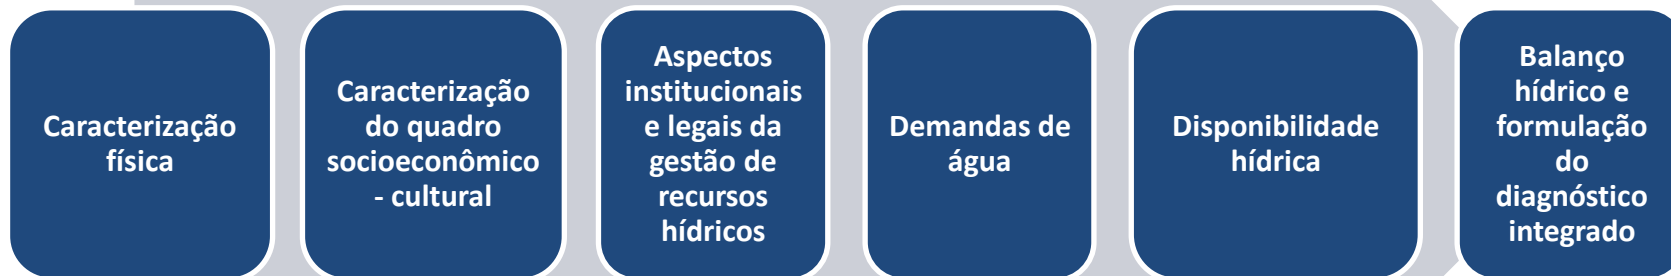 Caracterização
física
Caracterização
do quadro
socioeconômico
- cultural
Aspectos
institucionais
e legais da
gestão de
recursos
hídricos
Demandas de
água
Disponibilidade
hídrica
Balanço
hídrico e
formulação
do
diagnóstico
integrado